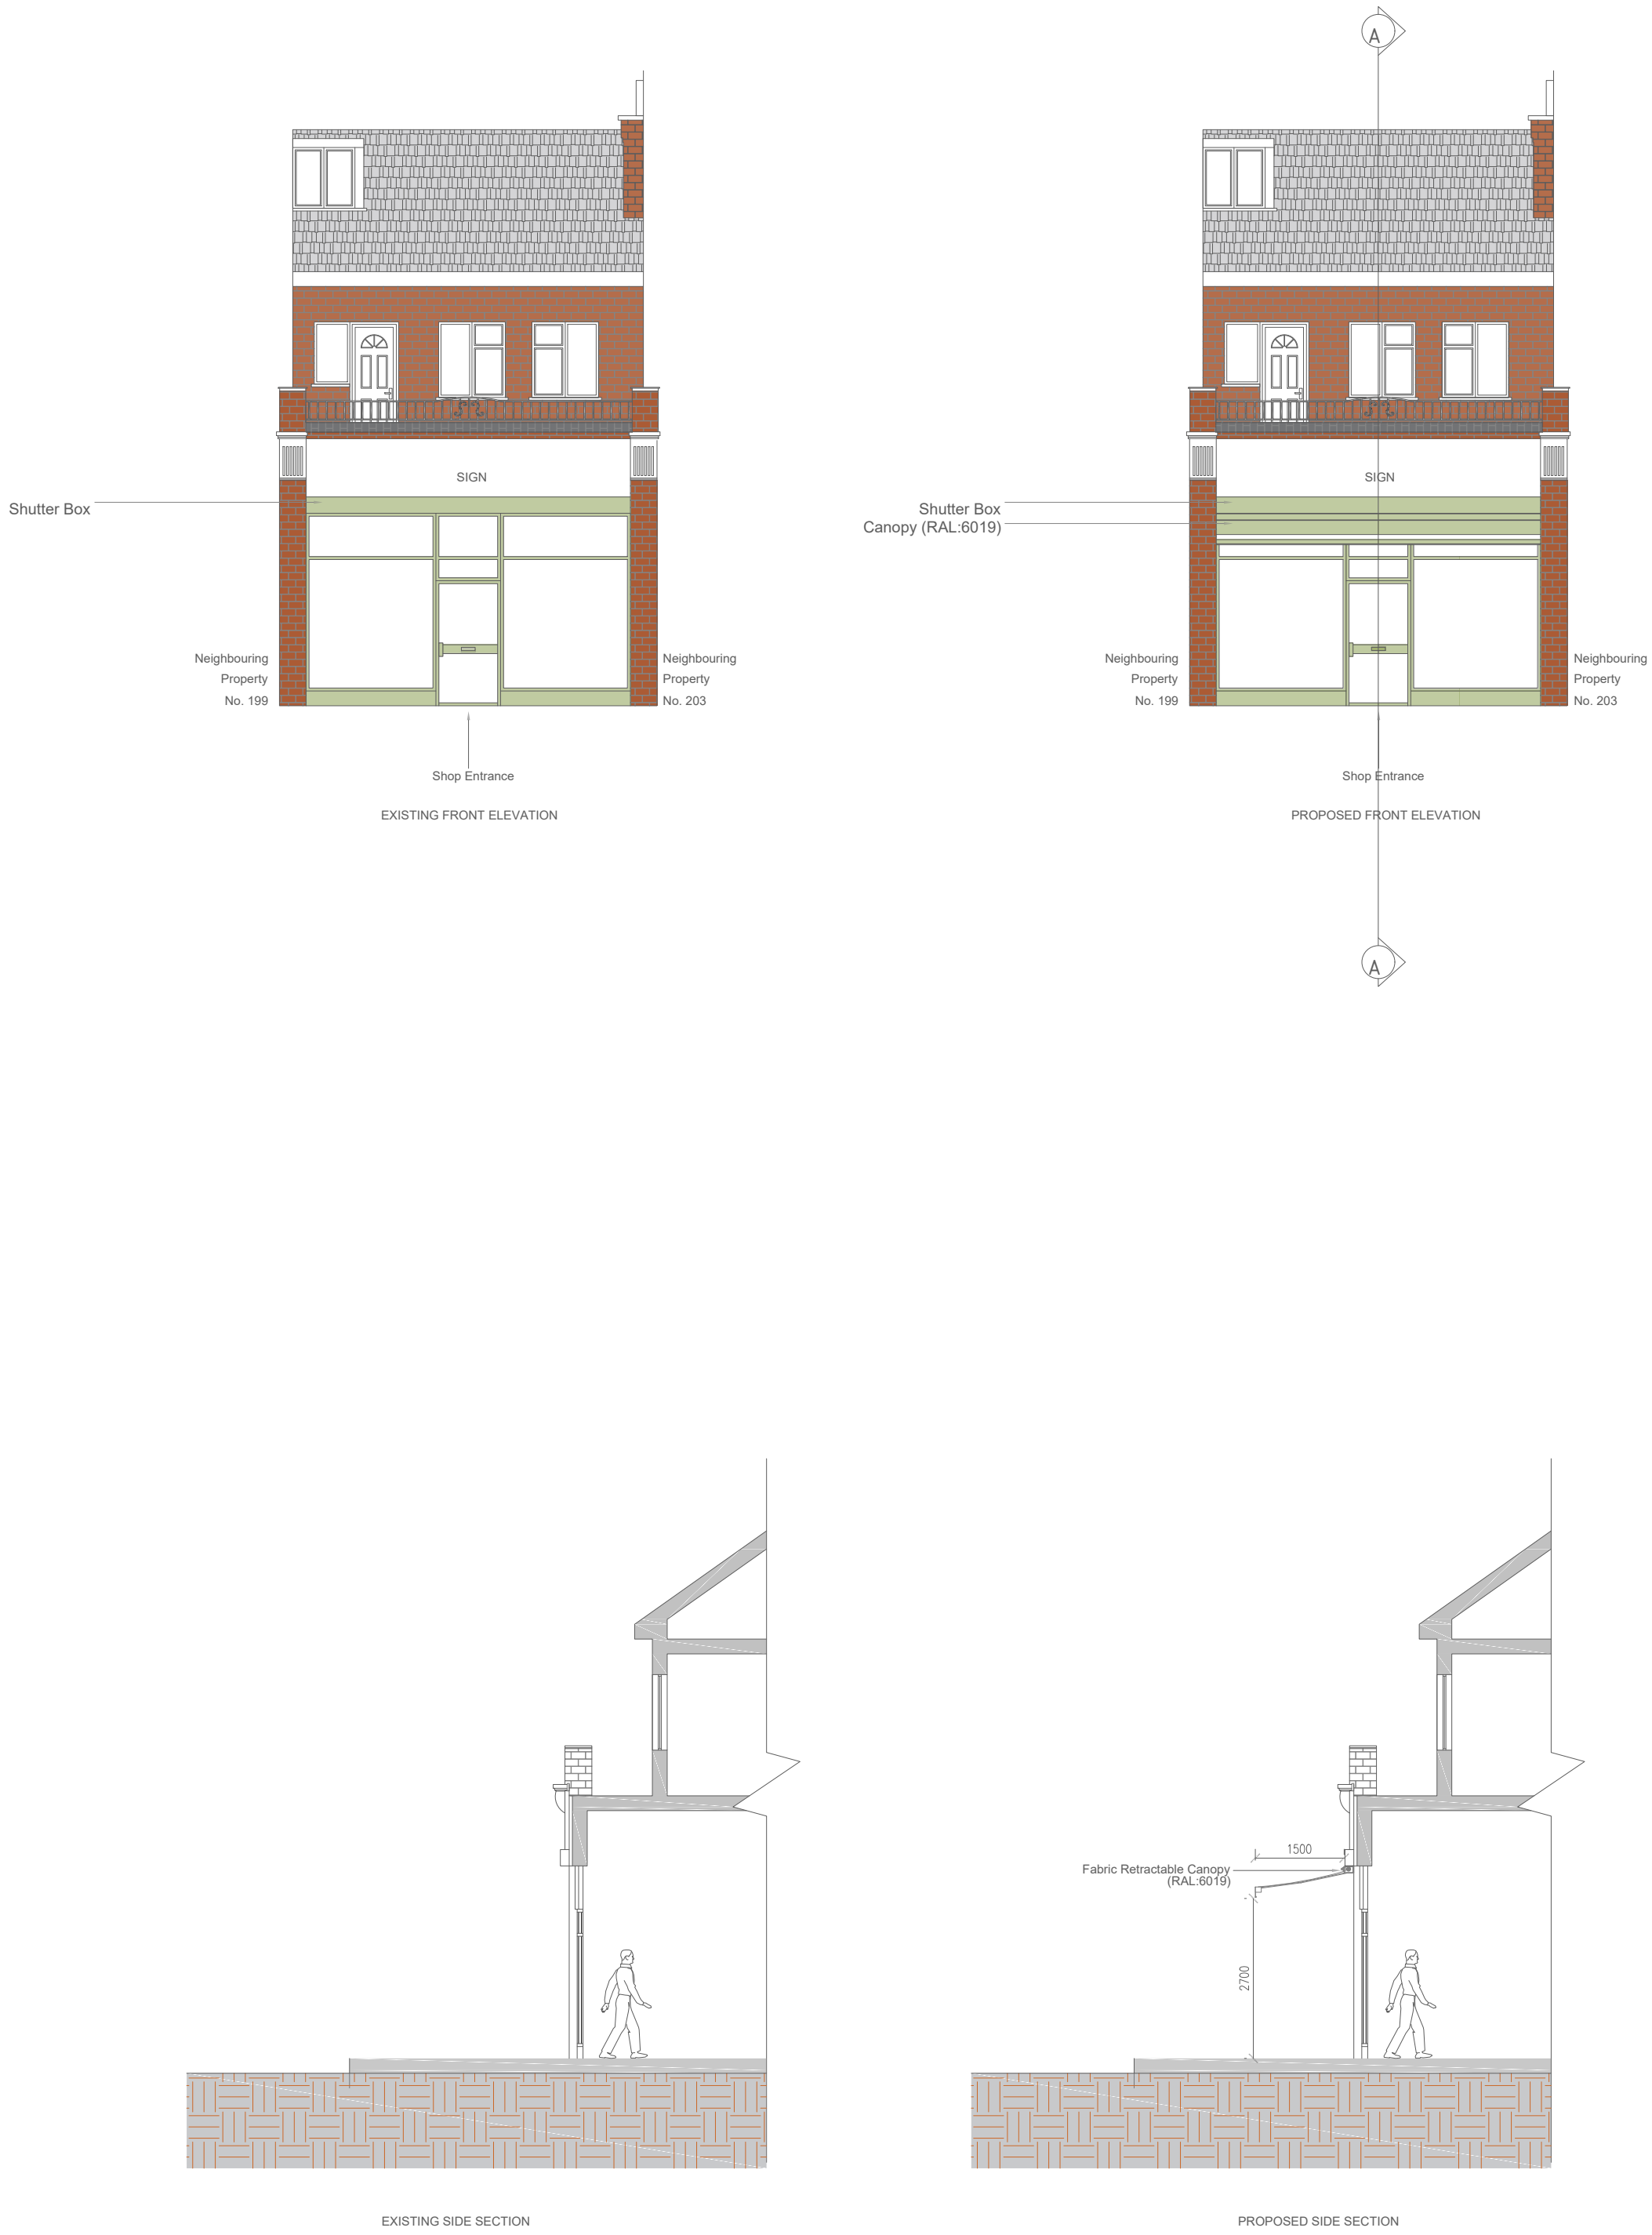 A
SIGN
Shutter Box
Neighbouring
Property
No. 199
Neighbouring
Property
No. 203
Shop Entrance
EXISTING FRONT ELEVATION
SIGN
Shutter Box
Canopy (RAL:6019)
Neighbouring
Property
No. 199
Neighbouring
Property
No. 203
Shop Entrance
PROPOSED FRONT ELEVATION
A
1500
Fabric Retractable Canopy
(RAL:6019)
2700
EXISTING SIDE SECTION
PROPOSED SIDE SECTION